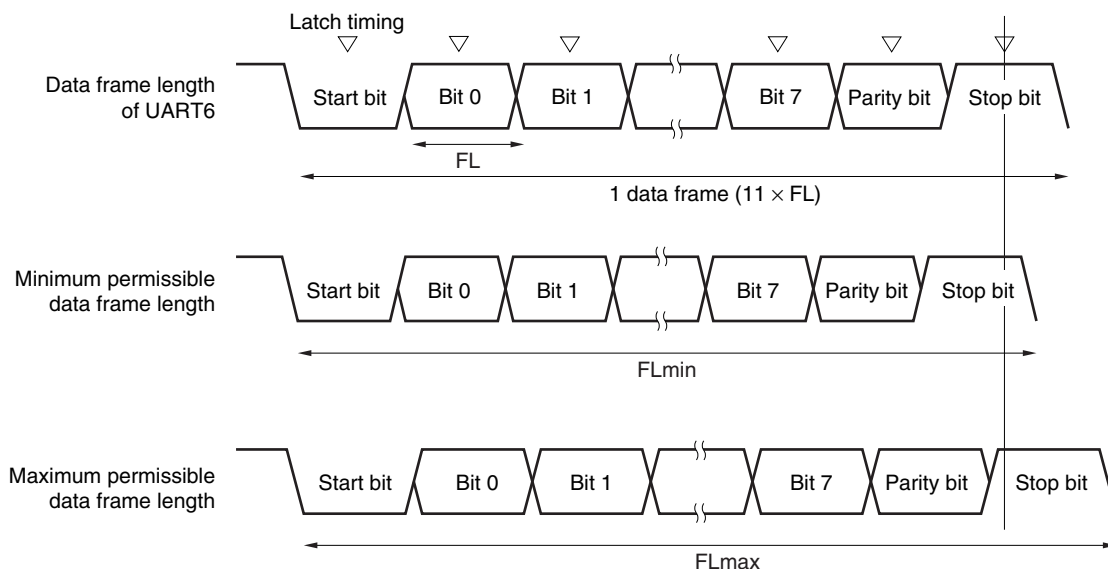 Latch timing
Data frame length
of UART6
Start bit
Bit 0
Bit 1
Bit 7
Parity bit
Stop bit
FL
1 data frame (11 × FL)
Minimum permissible
data frame length
Start bit
Bit 0
Bit 1
Bit 7
Parity bit
Stop bit
FLmin
Maximum permissible
data frame length
Start bit
Bit 0
Bit 1
Bit 7
Parity bit
Stop bit
FLmax